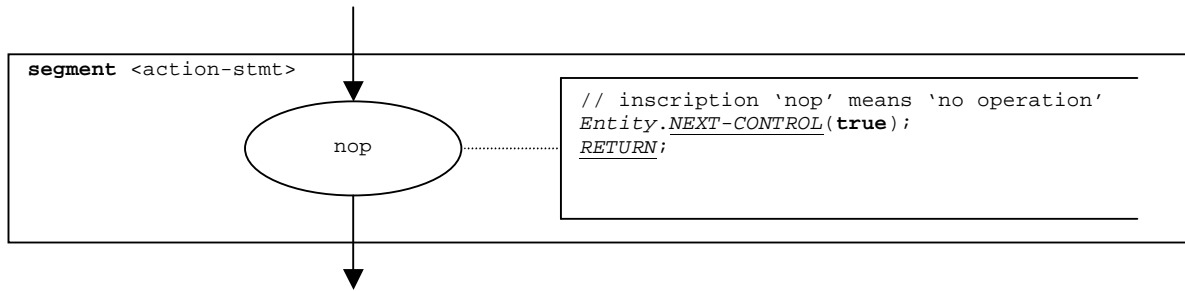 segment <action-stmt>
// inscription ‘nop’ means ‘no operation’
Entity.NEXT-CONTROL(true);
RETURN;
nop